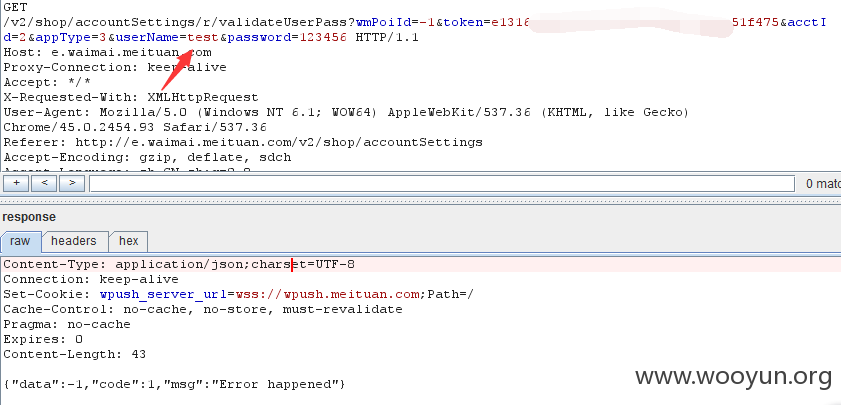 GET
/v2/shop/accountSettings/r/validateUserPass?wmPoiId=-1&token=e1316 51f475&acctI
d=2&appType=3&userName=test&password=123456 HTTP/1.1
Host: e.waimai.meituan.com
Proxy-Connection: keep-alive
Accept: */*
X-Requested-With: XMLHttpRequest
User-Agent: Mozilla/5.0 (Windows NT 6.1; WOW64) AppleWebKit/537.36 (KHTML, like Gecko)
Chrome/45.0.2454.93 Safari/537.36
Referer: http://e.waimai.meituan.com/v2/shop/accountSettings
Accept-Encoding: gzip, deflate, sdch
+ < > 0 matc
response
raw headers hex
Content-Type: application/json;charset=UTF-8
Connection: keep-alive
Set-Cookie: wpush_server_url=wss://wpush.meituan.com;Path=/
Cache-Control: no-cache, no-store, must-revalidate
Pragma: no-cache
Expires: 0
Content-Length: 43
{"data":-1,"code":1,"msg":"Error happened"}
www.wooyun.org